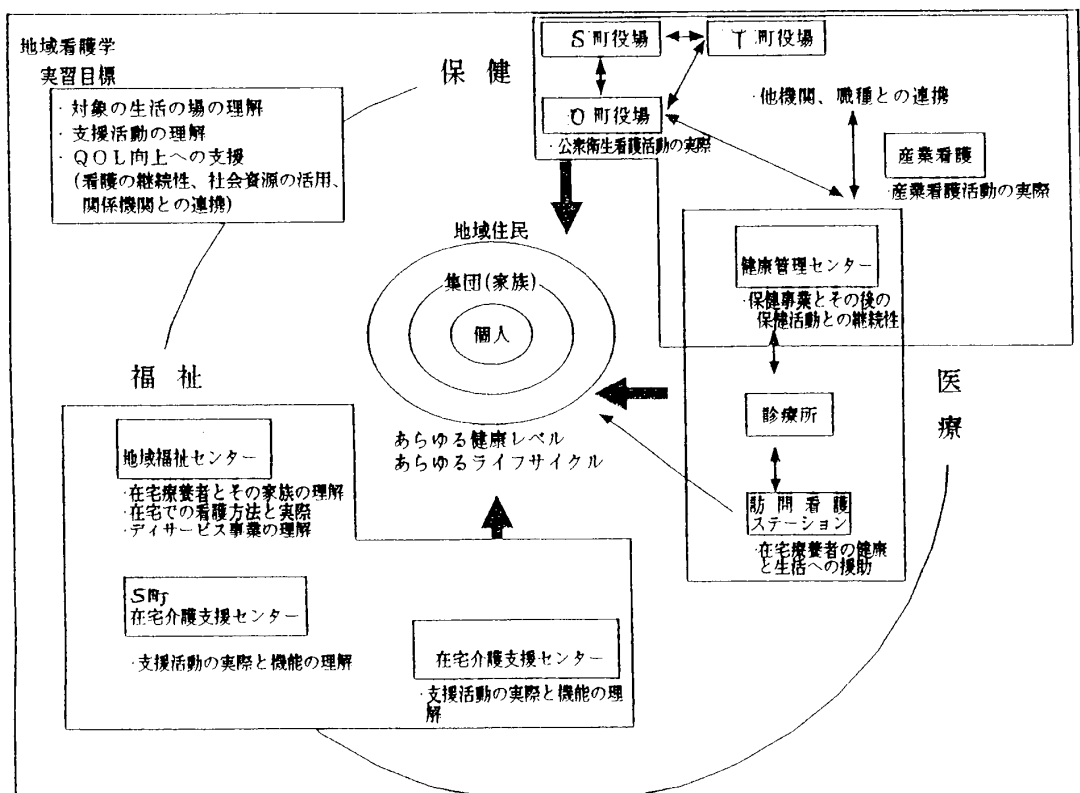 地域看護学
実習目標
・対象の生活の場の理解
・支援活動の理解
・QOL向上への支援
(看護の継続性、社会資源の活用、
関係機関との連携)
保健
S町役場
T町役場
O町役場
・公衆衛生看護活動の実際
・他機関、職種との連携
産業看護
・産業看護活動の実際
健康管理センター
・保健事業とその後の
保健活動との継続性
医療
診療所
訪問看護
ステーション
・在宅療養者の健康
と生活への援助
地域住民
集団(家族)
個人
あらゆる健康レベル
あらゆるライフサイクル
福祉
地域福祉センター
・在宅療養者とその家族の理解
・在宅での看護方法と実際
・ディサービス事業の理解
S町
在宅介護支援センター
・支援活動の実際と機能の理解
在宅介護支援センター
・支援活動の実際と機能の理
解